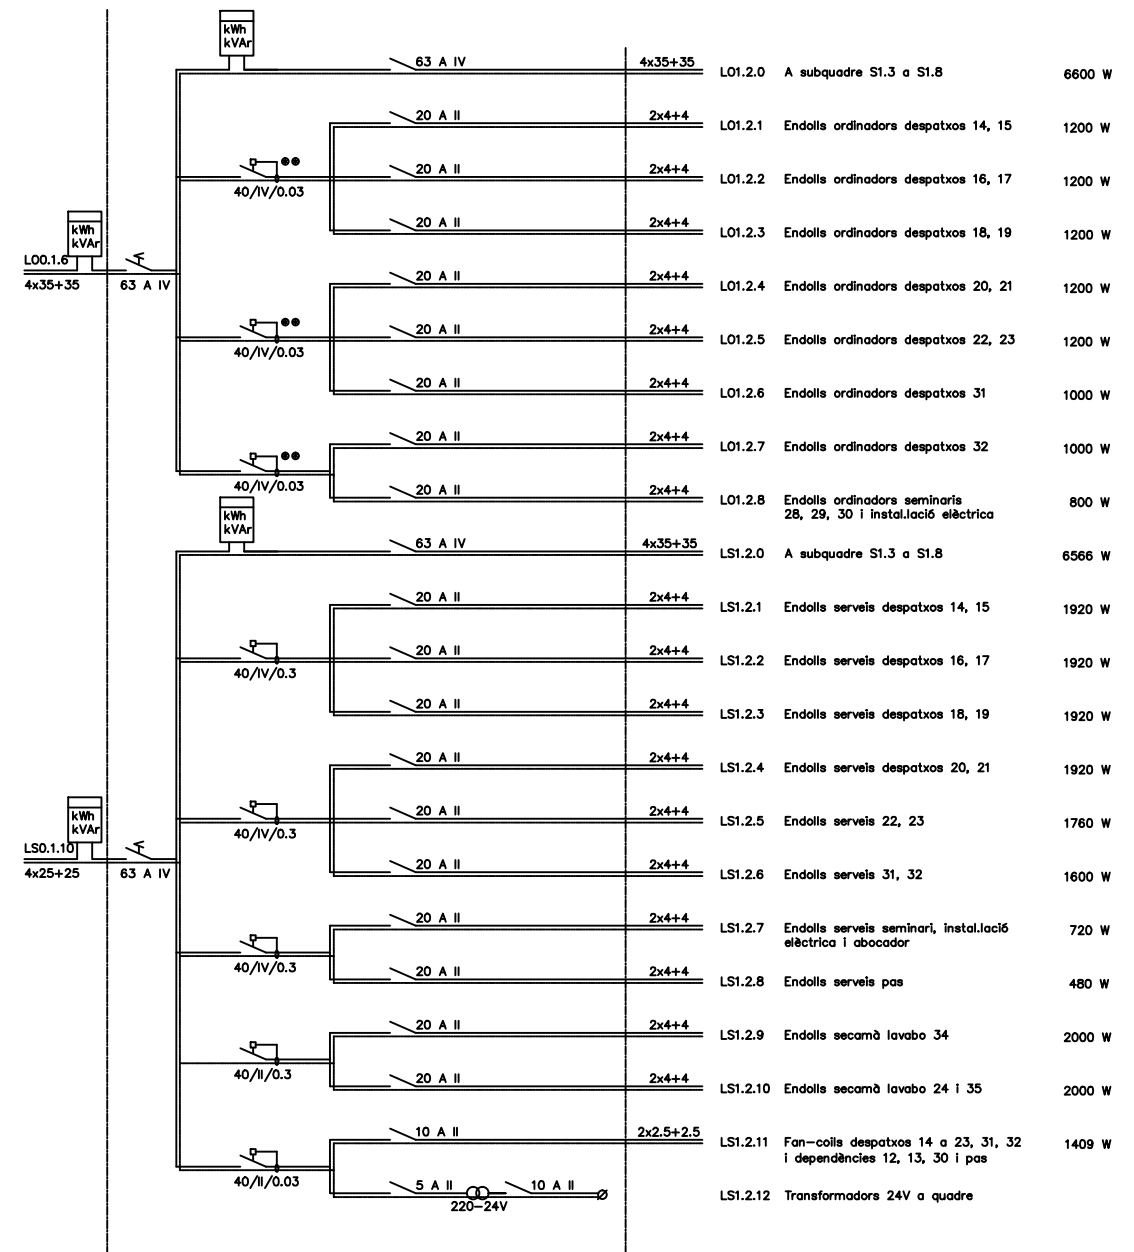 kWh
kVAr
63 A IV 4x35+35 LO1.2.0 A subquadre S1.3 a S1.8 6600 W
20 A II 2x4+4 LO1.2.1 Endolls ordinadors despatxos 14, 15 1200 W
40/IV/0.03
20 A II 2x4+4 LO1.2.2 Endolls ordinadors despatxos 16, 17 1200 W
20 A II 2x4+4 LO1.2.3 Endolls ordinadors despatxos 18, 19 1200 W
kWh
kVAr
LO0.1.6
4x35+35 63 A IV
20 A II 2x4+4 LO1.2.4 Endolls ordinadors despatxos 20, 21 1200 W
40/IV/0.03
20 A II 2x4+4 LO1.2.5 Endolls ordinadors despatxos 22, 23 1200 W
20 A II 2x4+4 LO1.2.6 Endolls ordinadors despatxos 31 1000 W
20 A II 2x4+4 LO1.2.7 Endolls ordinadors despatxos 32 1000 W
40/IV/0.03
20 A II 2x4+4 LO1.2.8 Endolls ordinadors seminaris 800 W
28, 29, 30 i instal.lació elèctrica
kWh
kVAr
63 A IV 4x35+35 LS1.2.0 A subquadre S1.3 a S1.8 6566 W
20 A II 2x4+4 LS1.2.1 Endolls serveis despatxos 14, 15 1920 W
40/IV/0.3
20 A II 2x4+4 LS1.2.2 Endolls serveis despatxos 16, 17 1920 W
20 A II 2x4+4 LS1.2.3 Endolls serveis despatxos 18, 19 1920 W
20 A II 2x4+4 LS1.2.4 Endolls serveis despatxos 20, 21 1920 W
40/IV/0.3
20 A II 2x4+4 LS1.2.5 Endolls serveis 22, 23 1760 W
kWh
kVAr
LS0.1.10
4x25+25 63 A IV
20 A II 2x4+4 LS1.2.6 Endolls serveis 31, 32 1600 W
20 A II 2x4+4 LS1.2.7 Endolls serveis seminari, instal.lació 720 W
elèctrica i abocador
40/IV/0.3
20 A II 2x4+4 LS1.2.8 Endolls serveis pas 480 W
20 A II 2x4+4 LS1.2.9 Endolls secamà lavabo 34 2000 W
40/II/0.3
20 A II 2x4+4 LS1.2.10 Endolls secamà lavabo 24 i 35 2000 W
10 A II 2x2.5+2.5 LS1.2.11 Fan-coils despatxos 14 a 23, 31, 32 1409 W
i dependències 12, 13, 30 i pas
40/II/0.03
5 A II 10 A II LS1.2.12 Transformadors 24V a quadre
220-24V